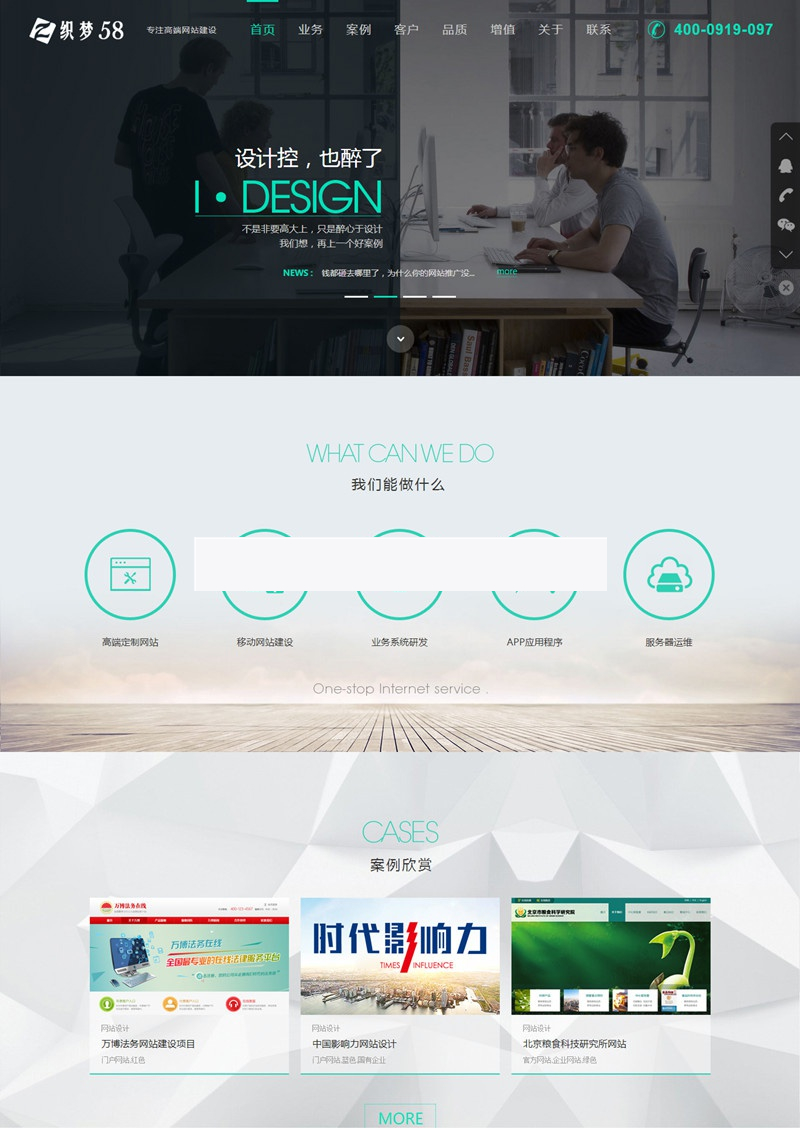 织梦58
专注高端网站建设
首页 业务 案例 客户 品质 增值 关于 联系
400-0919-097
设计控，也醉了
I·DESIGN
不是非要高大上，只是醉心于设计
我们想，再上一个好案例
NEWS： 钱都砸去哪里了，为什么你的网站推广没... more
WHAT CAN WE DO
我们能做什么
高端定制网站
移动网站建设
业务系统研发
APP应用程序
服务器运维
One-stop Internet service .
CASES
案例欣赏
万博法务在线
万博法务在线
全国最专业的在线法律服务平台
网站设计
万博法务网站建设项目
门户网站,红色
时代影响力
TIMES INFLUENCE
网站设计
中国影响力网站设计
门户网站,蓝色,国有企业
北京市粮食科学研究院
网站设计
北京粮食科技研究所网站
官方网站,企业网站,绿色
MORE